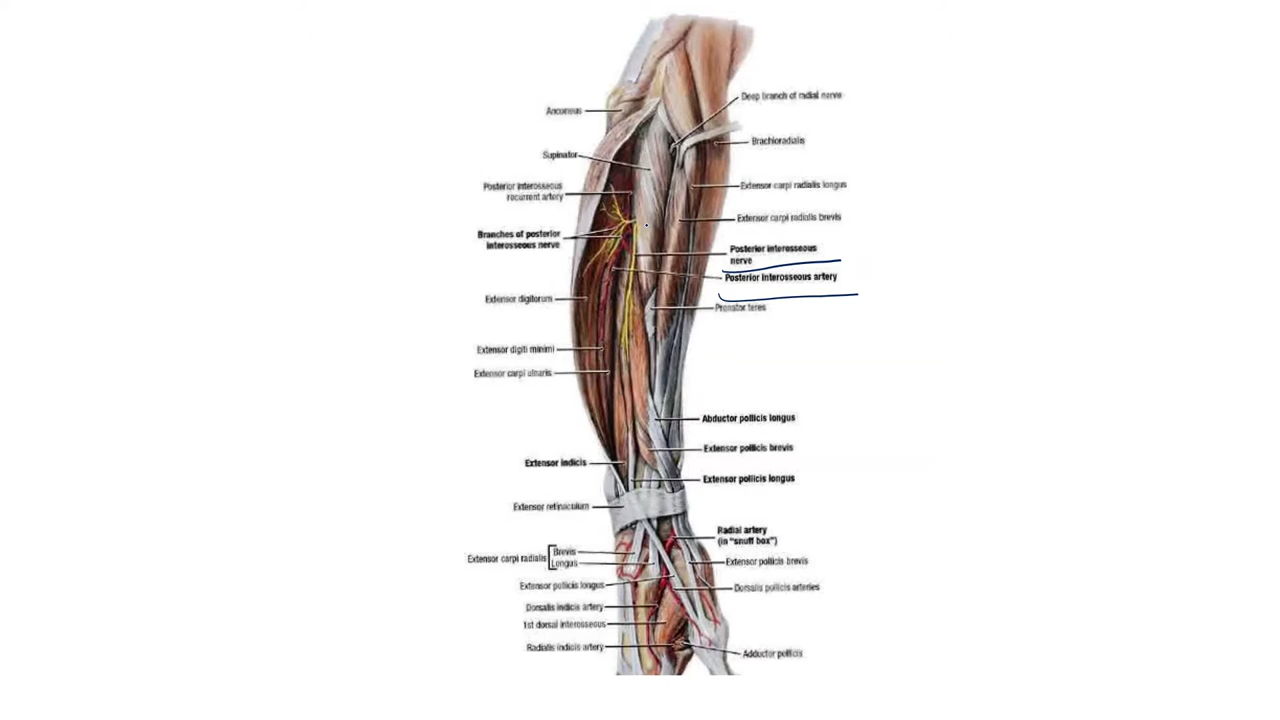 Anconeus
Supinator
Posterior interosseous
recurrent artery
Branches of posterior
interosseous nerve
Extensor digitorum
Extensor digiti minimi
Extensor carpi ulnaris
Extensor indicis
Extensor retinaculum
Extensor carpi radialis
Brevis
Longus
Extensor pollicis longus
Dorsalis indicis artery
1st dorsal interosseous
Radialis indicis artery
Deep branch of radial nerve
Brachioradialis
Extensor carpi radialis longus
Extensor carpi radialis brevis
Posterior interosseous
nerve
Posterior interosseous artery
Pronator teres
Abductor pollicis longus
Extensor pollicis brevis
Extensor pollicis longus
Radial artery
(in "snuff box")
Extensor pollicis brevis
Dorsalis pollicis arteries
Adductor pollicis